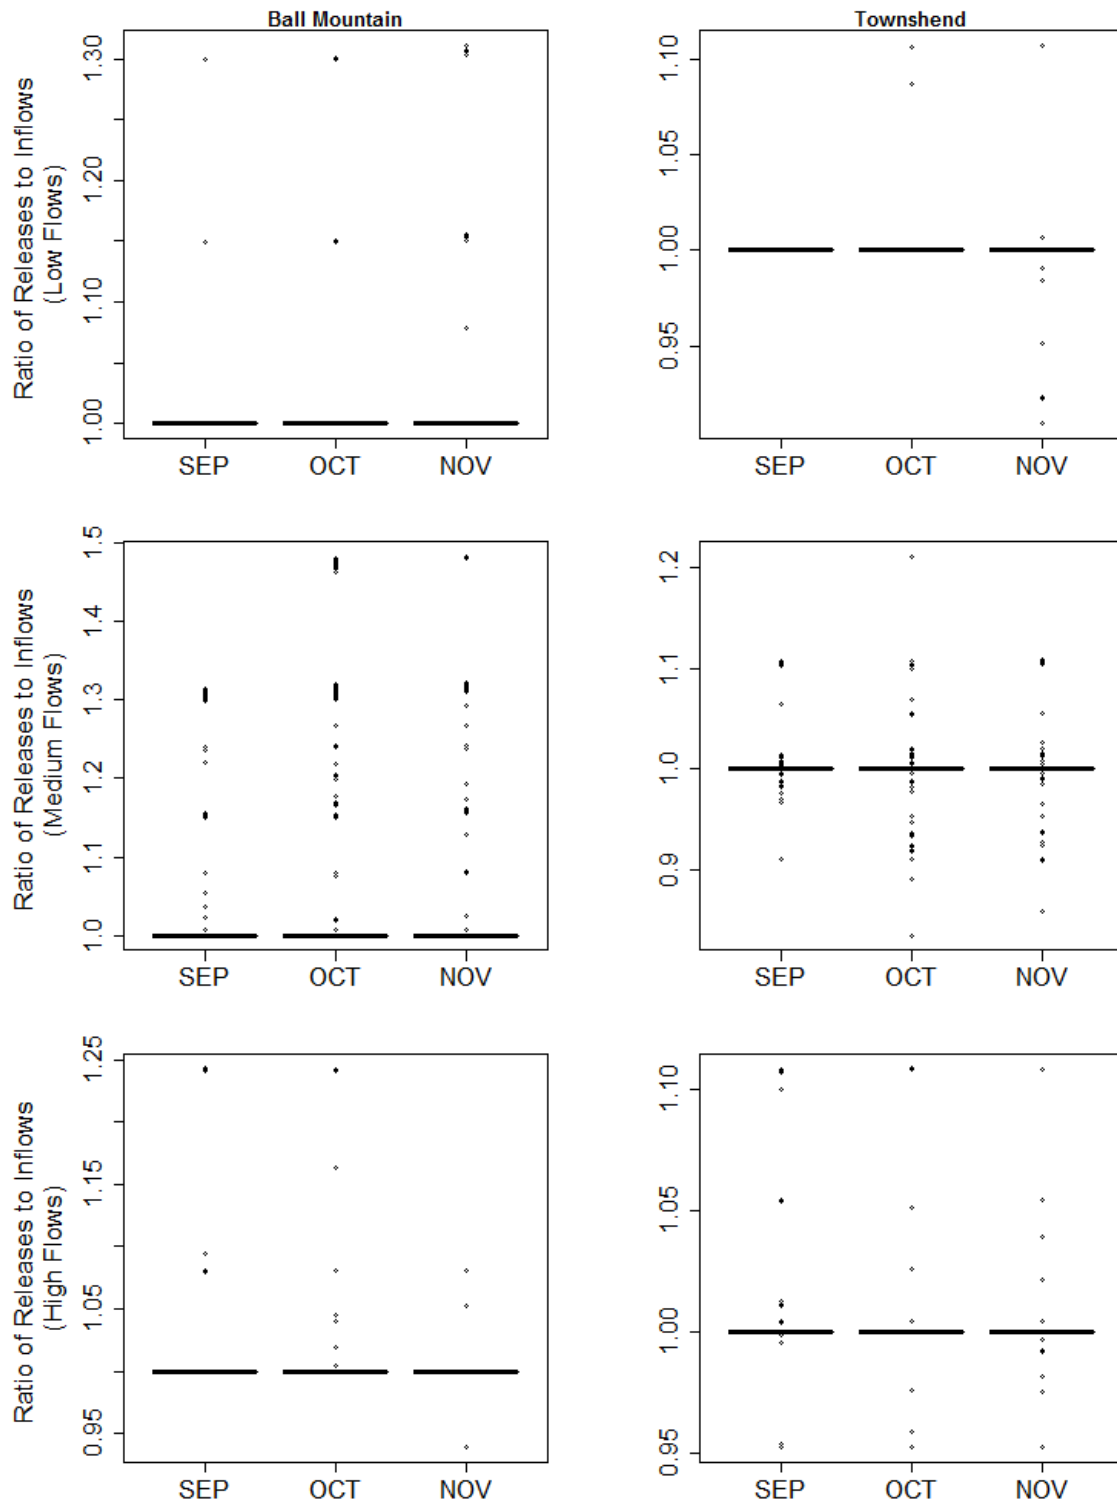 Ball Mountain
Townshend
Ratio of Releases to Inflows
(Low Flows)
1.30
1.20
1.10
1.00
SEP OCT NOV
1.10
1.05
1.00
0.95
SEP OCT NOV
Ratio of Releases to Inflows
(Medium Flows)
1.5
1.4
1.3
1.2
1.1
1.0
SEP OCT NOV
1.2
1.1
1.0
0.9
SEP OCT NOV
Ratio of Releases to Inflows
(High Flows)
1.25
1.15
1.05
0.95
SEP OCT NOV
1.10
1.05
1.00
0.95
SEP OCT NOV